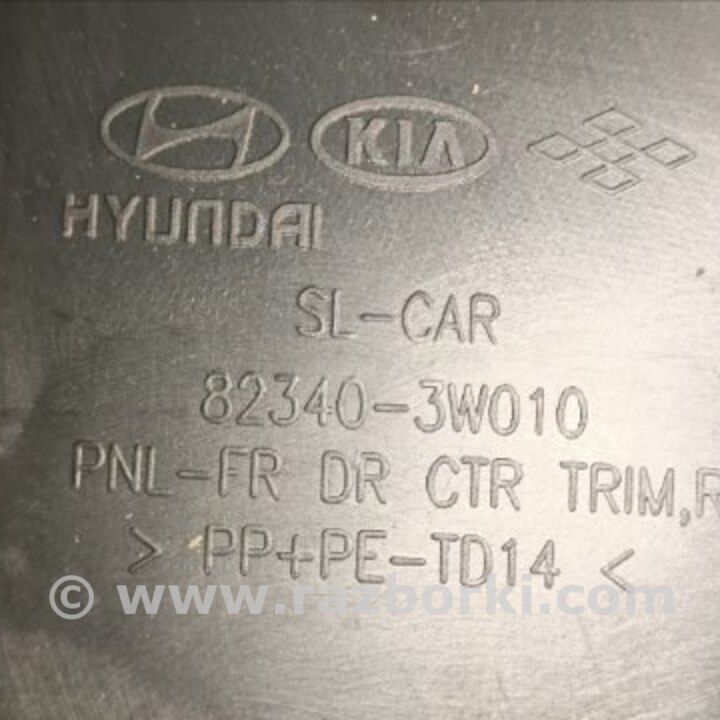 KIA
HYUNDAI
SL-CAR
82340-3W010
PNL-FR DR CTR TRIM,R
> PP+PE-TD14 <
© www.razborki.com